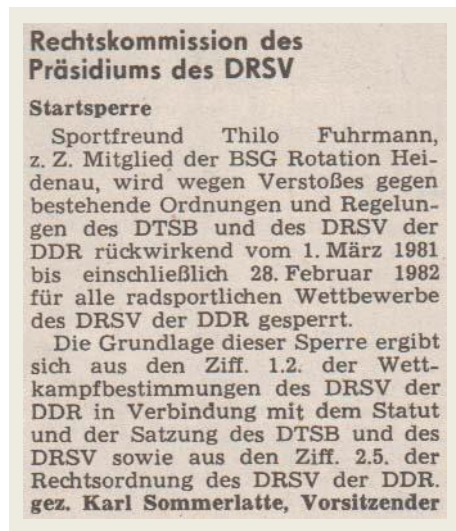 Rechtskommission des
Präsidiums des DRSV
Startsperre
Sportfreund Thilo Fuhrmann,
z. Z. Mitglied der BSG Rotation Hei-
denau, wird wegen Verstoßes gegen
bestehende Ordnungen und Regelun-
gen des DTSB und des DRSV der
DDR rückwirkend vom 1. März 1981
bis einschließlich 28. Februar 1982
für alle radsportlichen Wettbewerbe
des DRSV der DDR gesperrt.
Die Grundlage dieser Sperre ergibt
sich aus den Ziff. 1.2. der Wett-
kampfbestimmungen des DRSV der
DDR in Verbindung mit dem Statut
und der Satzung des DTSB und des
DRSV sowie aus den Ziff. 2.5. der
Rechtsordnung des DRSV der DDR.
gez. Karl Sommerlatte, Vorsitzender